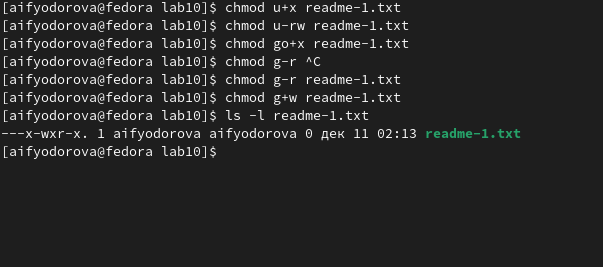 [aifyodorova@fedora lab10]$ chmod u+x readme-1.txt
[aifyodorova@fedora lab10]$ chmod u-rw readme-1.txt
[aifyodorova@fedora lab10]$ chmod go+x readme-1.txt
[aifyodorova@fedora lab10]$ chmod g-r ^C
[aifyodorova@fedora lab10]$ chmod g-r readme-1.txt
[aifyodorova@fedora lab10]$ chmod g+w readme-1.txt
[aifyodorova@fedora lab10]$ ls -l readme-1.txt
---x-wxr-x. 1 aifyodorova aifyodorova 0 дек 11 02:13 readme-1.txt
[aifyodorova@fedora lab10]$